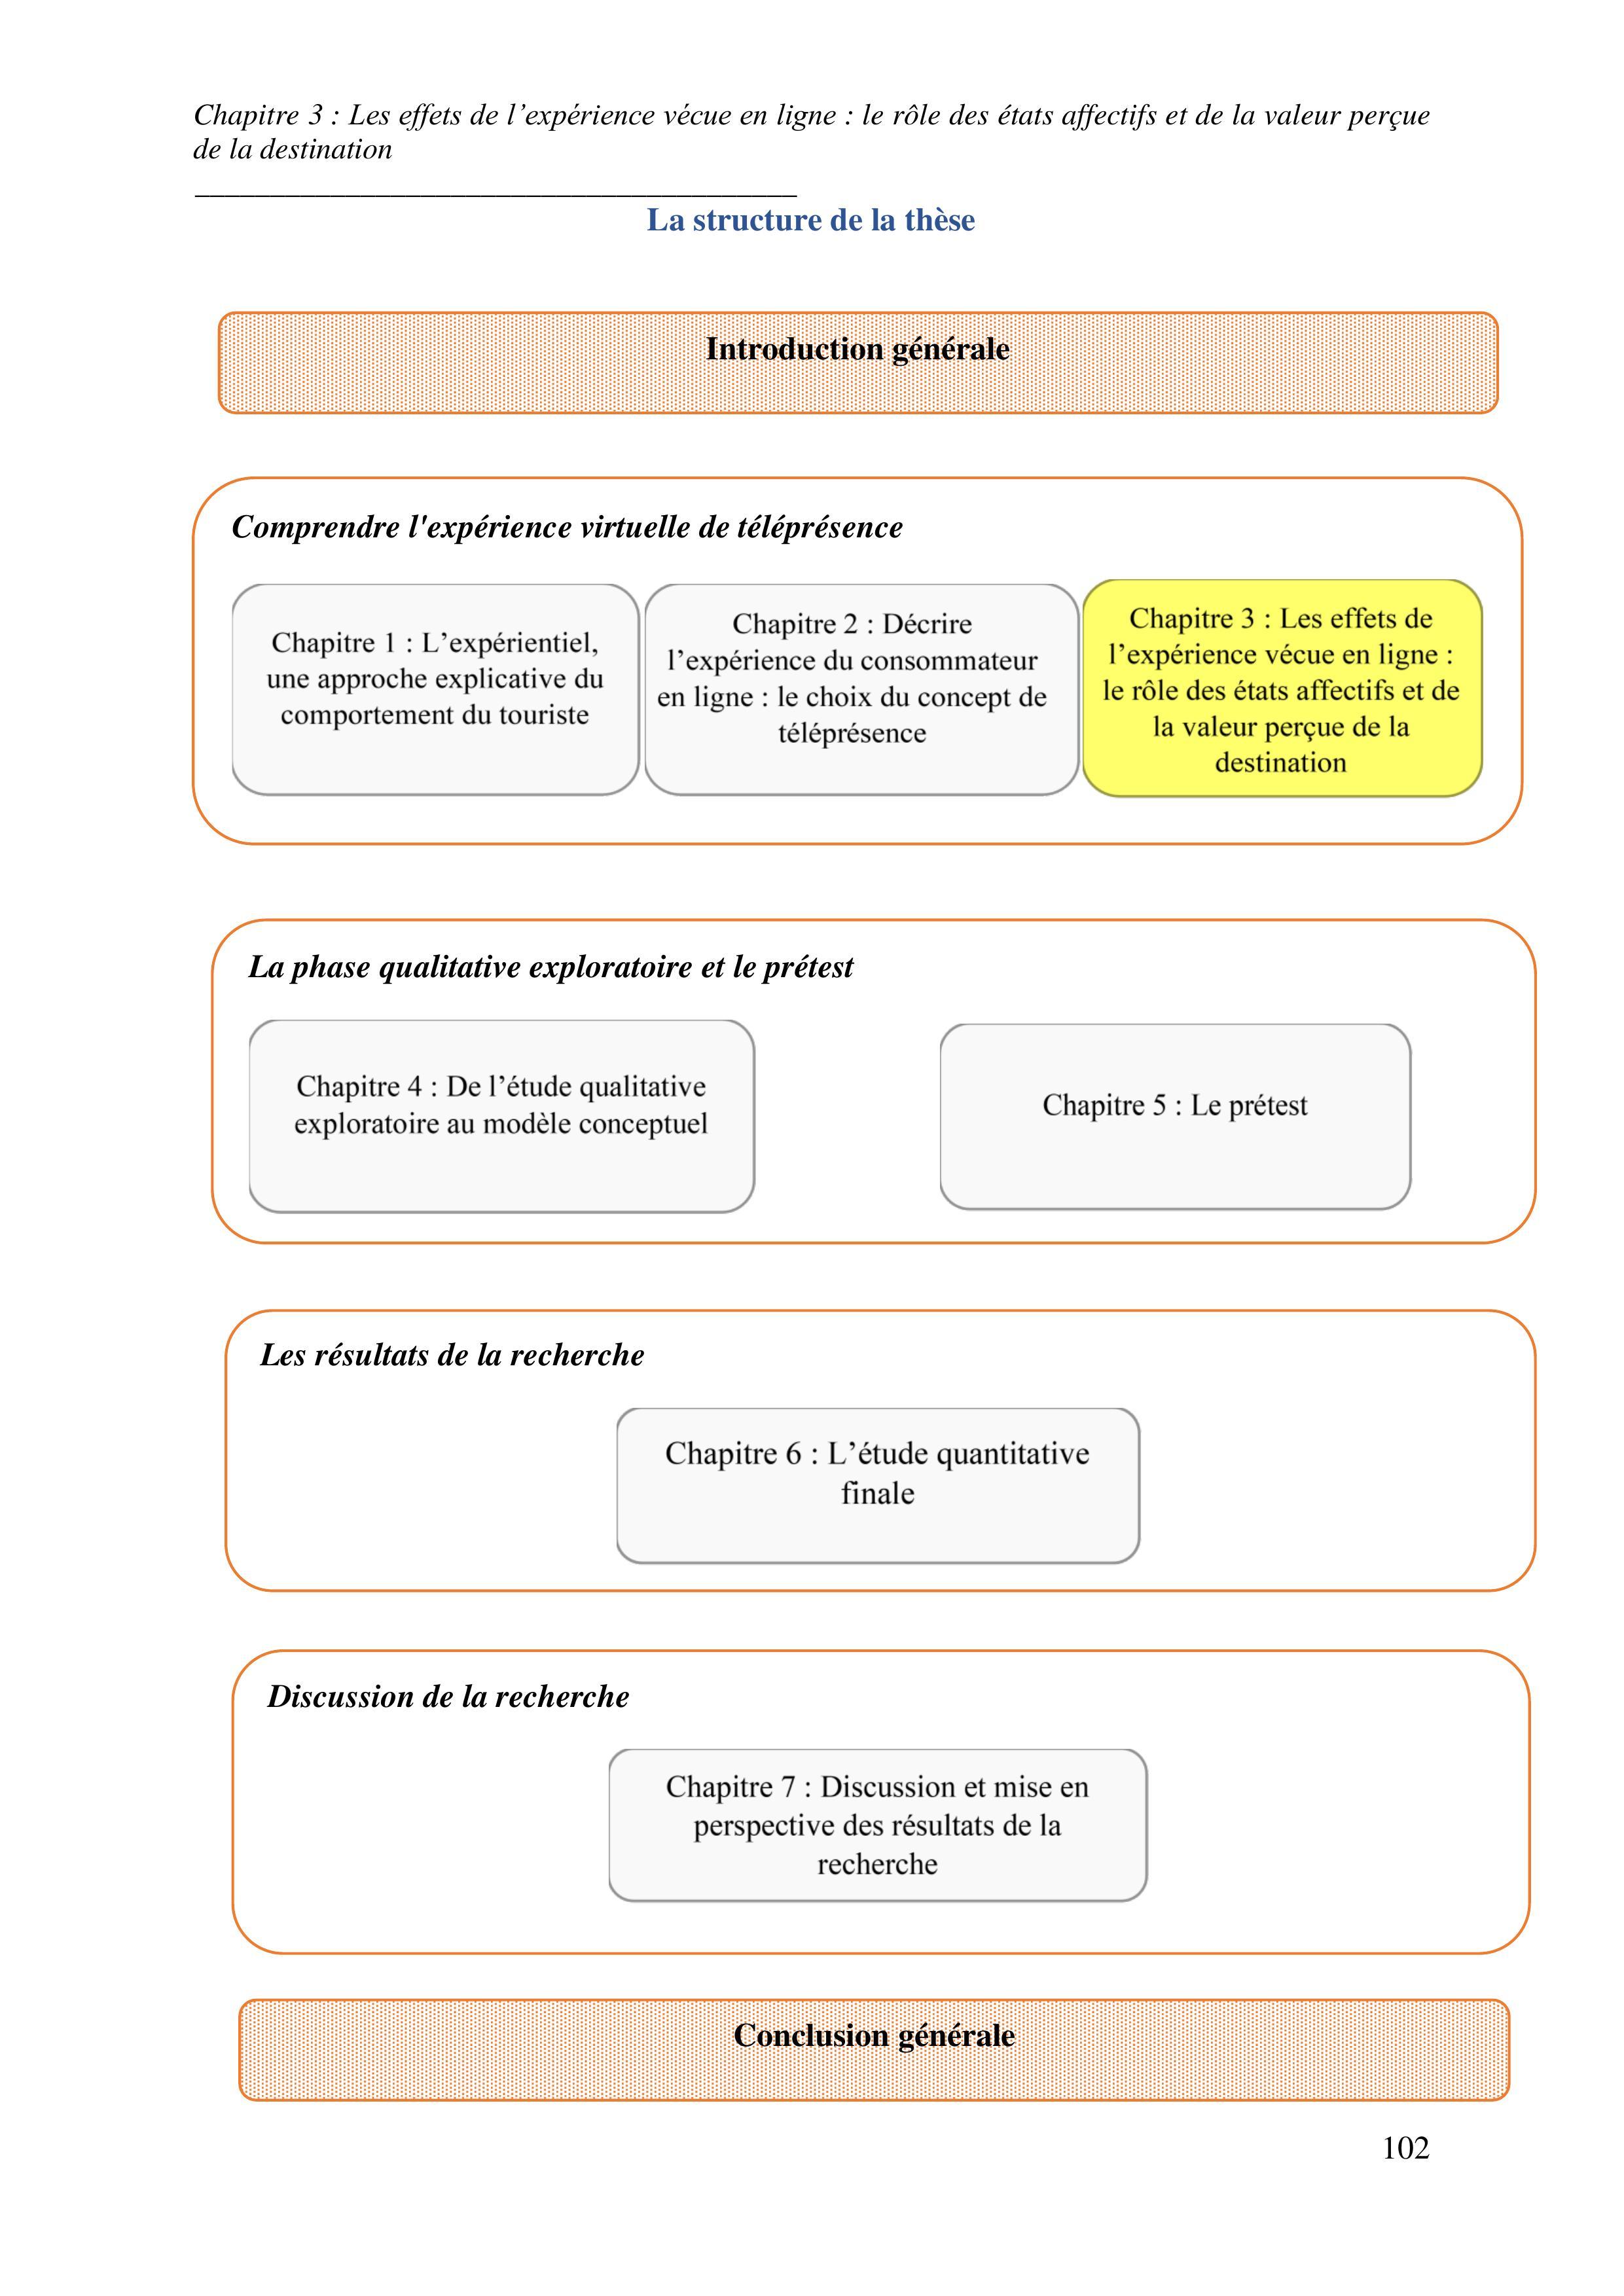 Chapitre 3 : Les effets de l’expérience vécue en ligne : le rôle des états affectifs et de la valeur perçue
de la destination
La structure de la thèse
Introduction générale
Comprendre l'expérience virtuelle de téléprésence
Chapitre 1 : L’expérientiel,
une approche explicative du
comportement du touriste
Chapitre 2 : Décrire
l’expérience du consommateur
en ligne : le choix du concept de
téléprésence
Chapitre 3 : Les effets de
l’expérience vécue en ligne :
le rôle des états affectifs et de
la valeur perçue de la
destination
La phase qualitative exploratoire et le prétest
Chapitre 4 : De l’étude qualitative
exploratoire au modèle conceptuel
Chapitre 5 : Le prétest
Les résultats de la recherche
Chapitre 6 : L’étude quantitative
finale
Discussion de la recherche
Chapitre 7 : Discussion et mise en
perspective des résultats de la
recherche
Conclusion générale
102